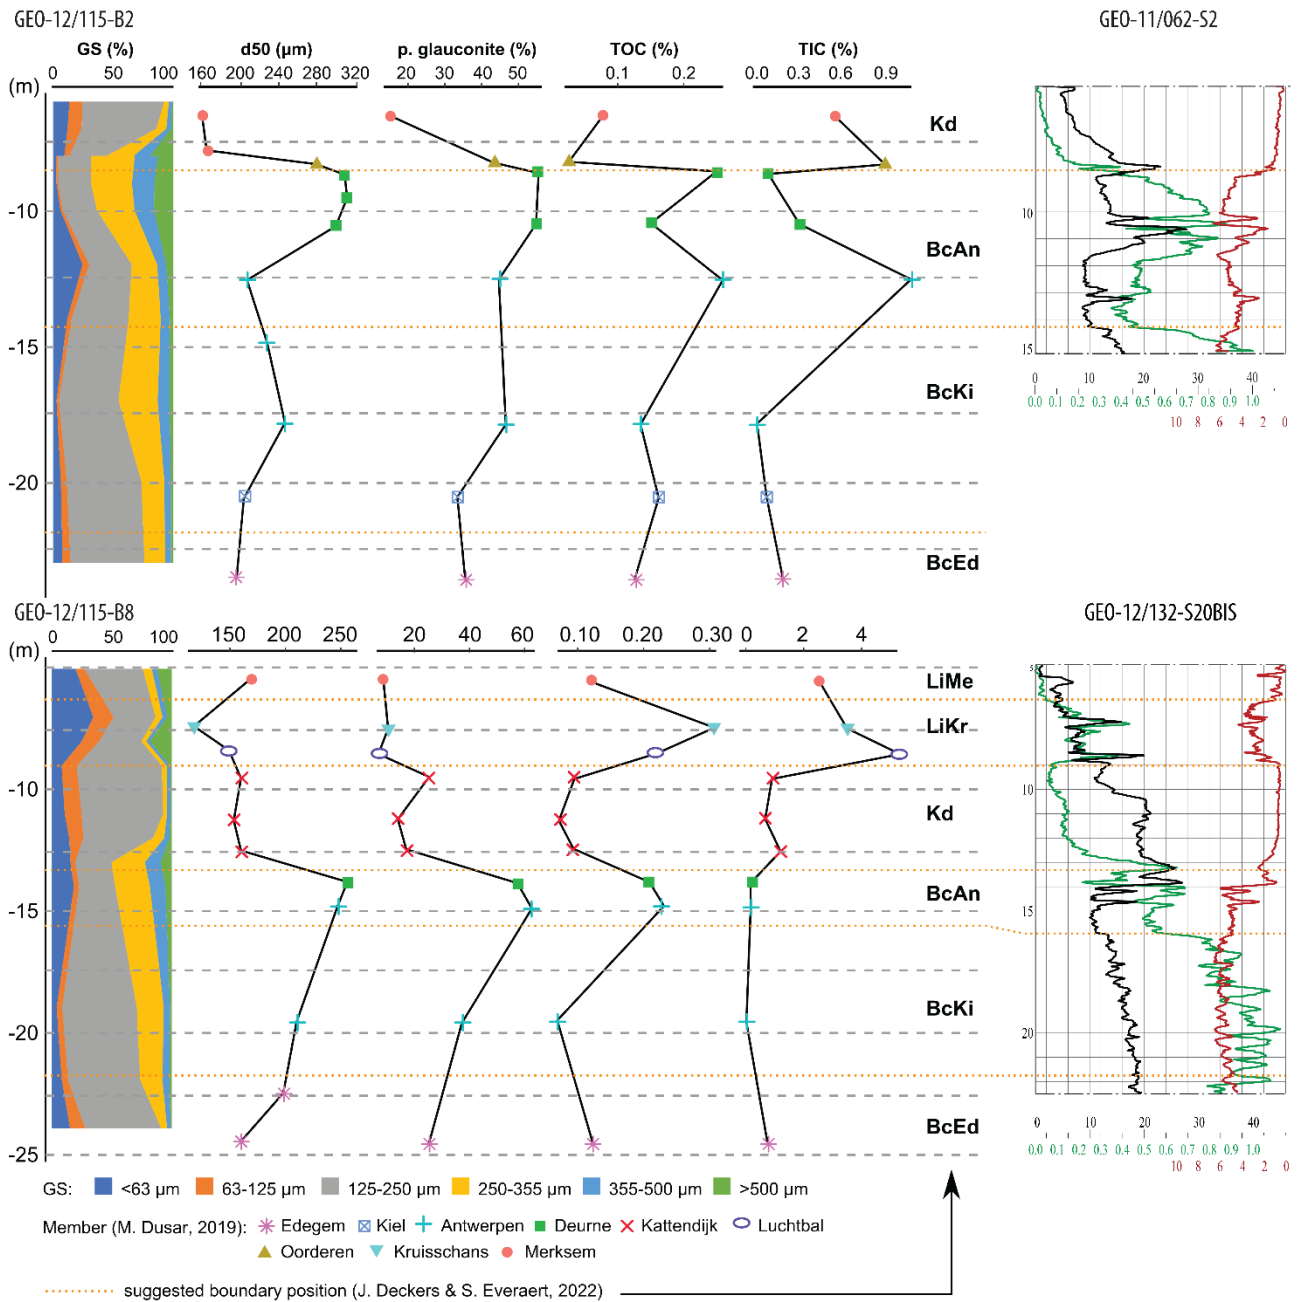 GEO-12/115-B2
GEO-11/062-S2
GS (%) d50 (µm) p. glauconite (%) TOC (%) TIC (%)
(m) 0 50 100 160 200 240 280 320 20 30 40 50 0.1 0.2 0.0 0.3 0.6 0.9
Kd
-10 10
BcAn
-15 15
0 10 20 30 40
BcKi
0.0 0.1 0.2 0.3 0.4 0.5 0.6 0.7 0.8 0.9 1.0
10 8 6 4 2 0
-20
BcEd
GEO-12/115-B8
GEO-12/132-S20BIS
(m) 0 50 100 150 200 250 20 40 60 0.10 0.20 0.30 0 2 4
5
LiMe
LiKr
-10 10
Kd
BcAn
-15 15
BcKi
-20 20
BcEd
-25
0 10 20 30 40
0.0 0.1 0.2 0.3 0.4 0.5 0.6 0.7 0.8 0.9 1.0
10 8 6 4 2 0
GS: <63 µm 63-125 µm 125-250 µm 250-355 µm 355-500 µm >500 µm
Member (M. Dusar, 2019): Edegem Kiel Antwerpen Deurne Kattendijk Luchtbal
Oorderen Kruisschans Merksem
suggested boundary position (J. Deckers & S. Everaert, 2022)